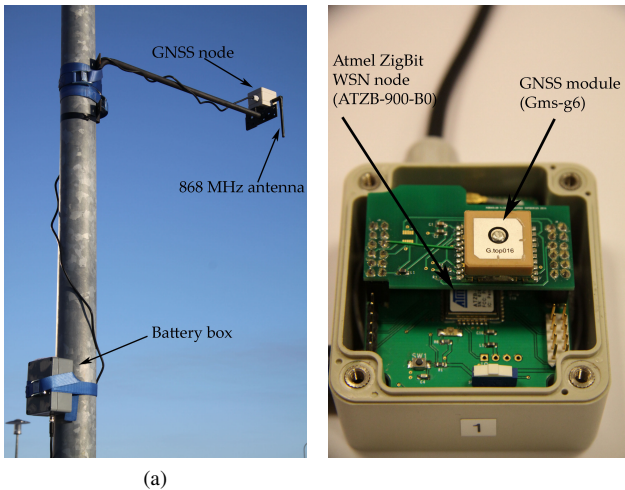 GNSS node
868 MHz antenna
Battery box
(a)
Atmel ZigBit
WSN node
(ATZB-900-B0)
GNSS module
(Gms-g6)
G.top016
SW1
1